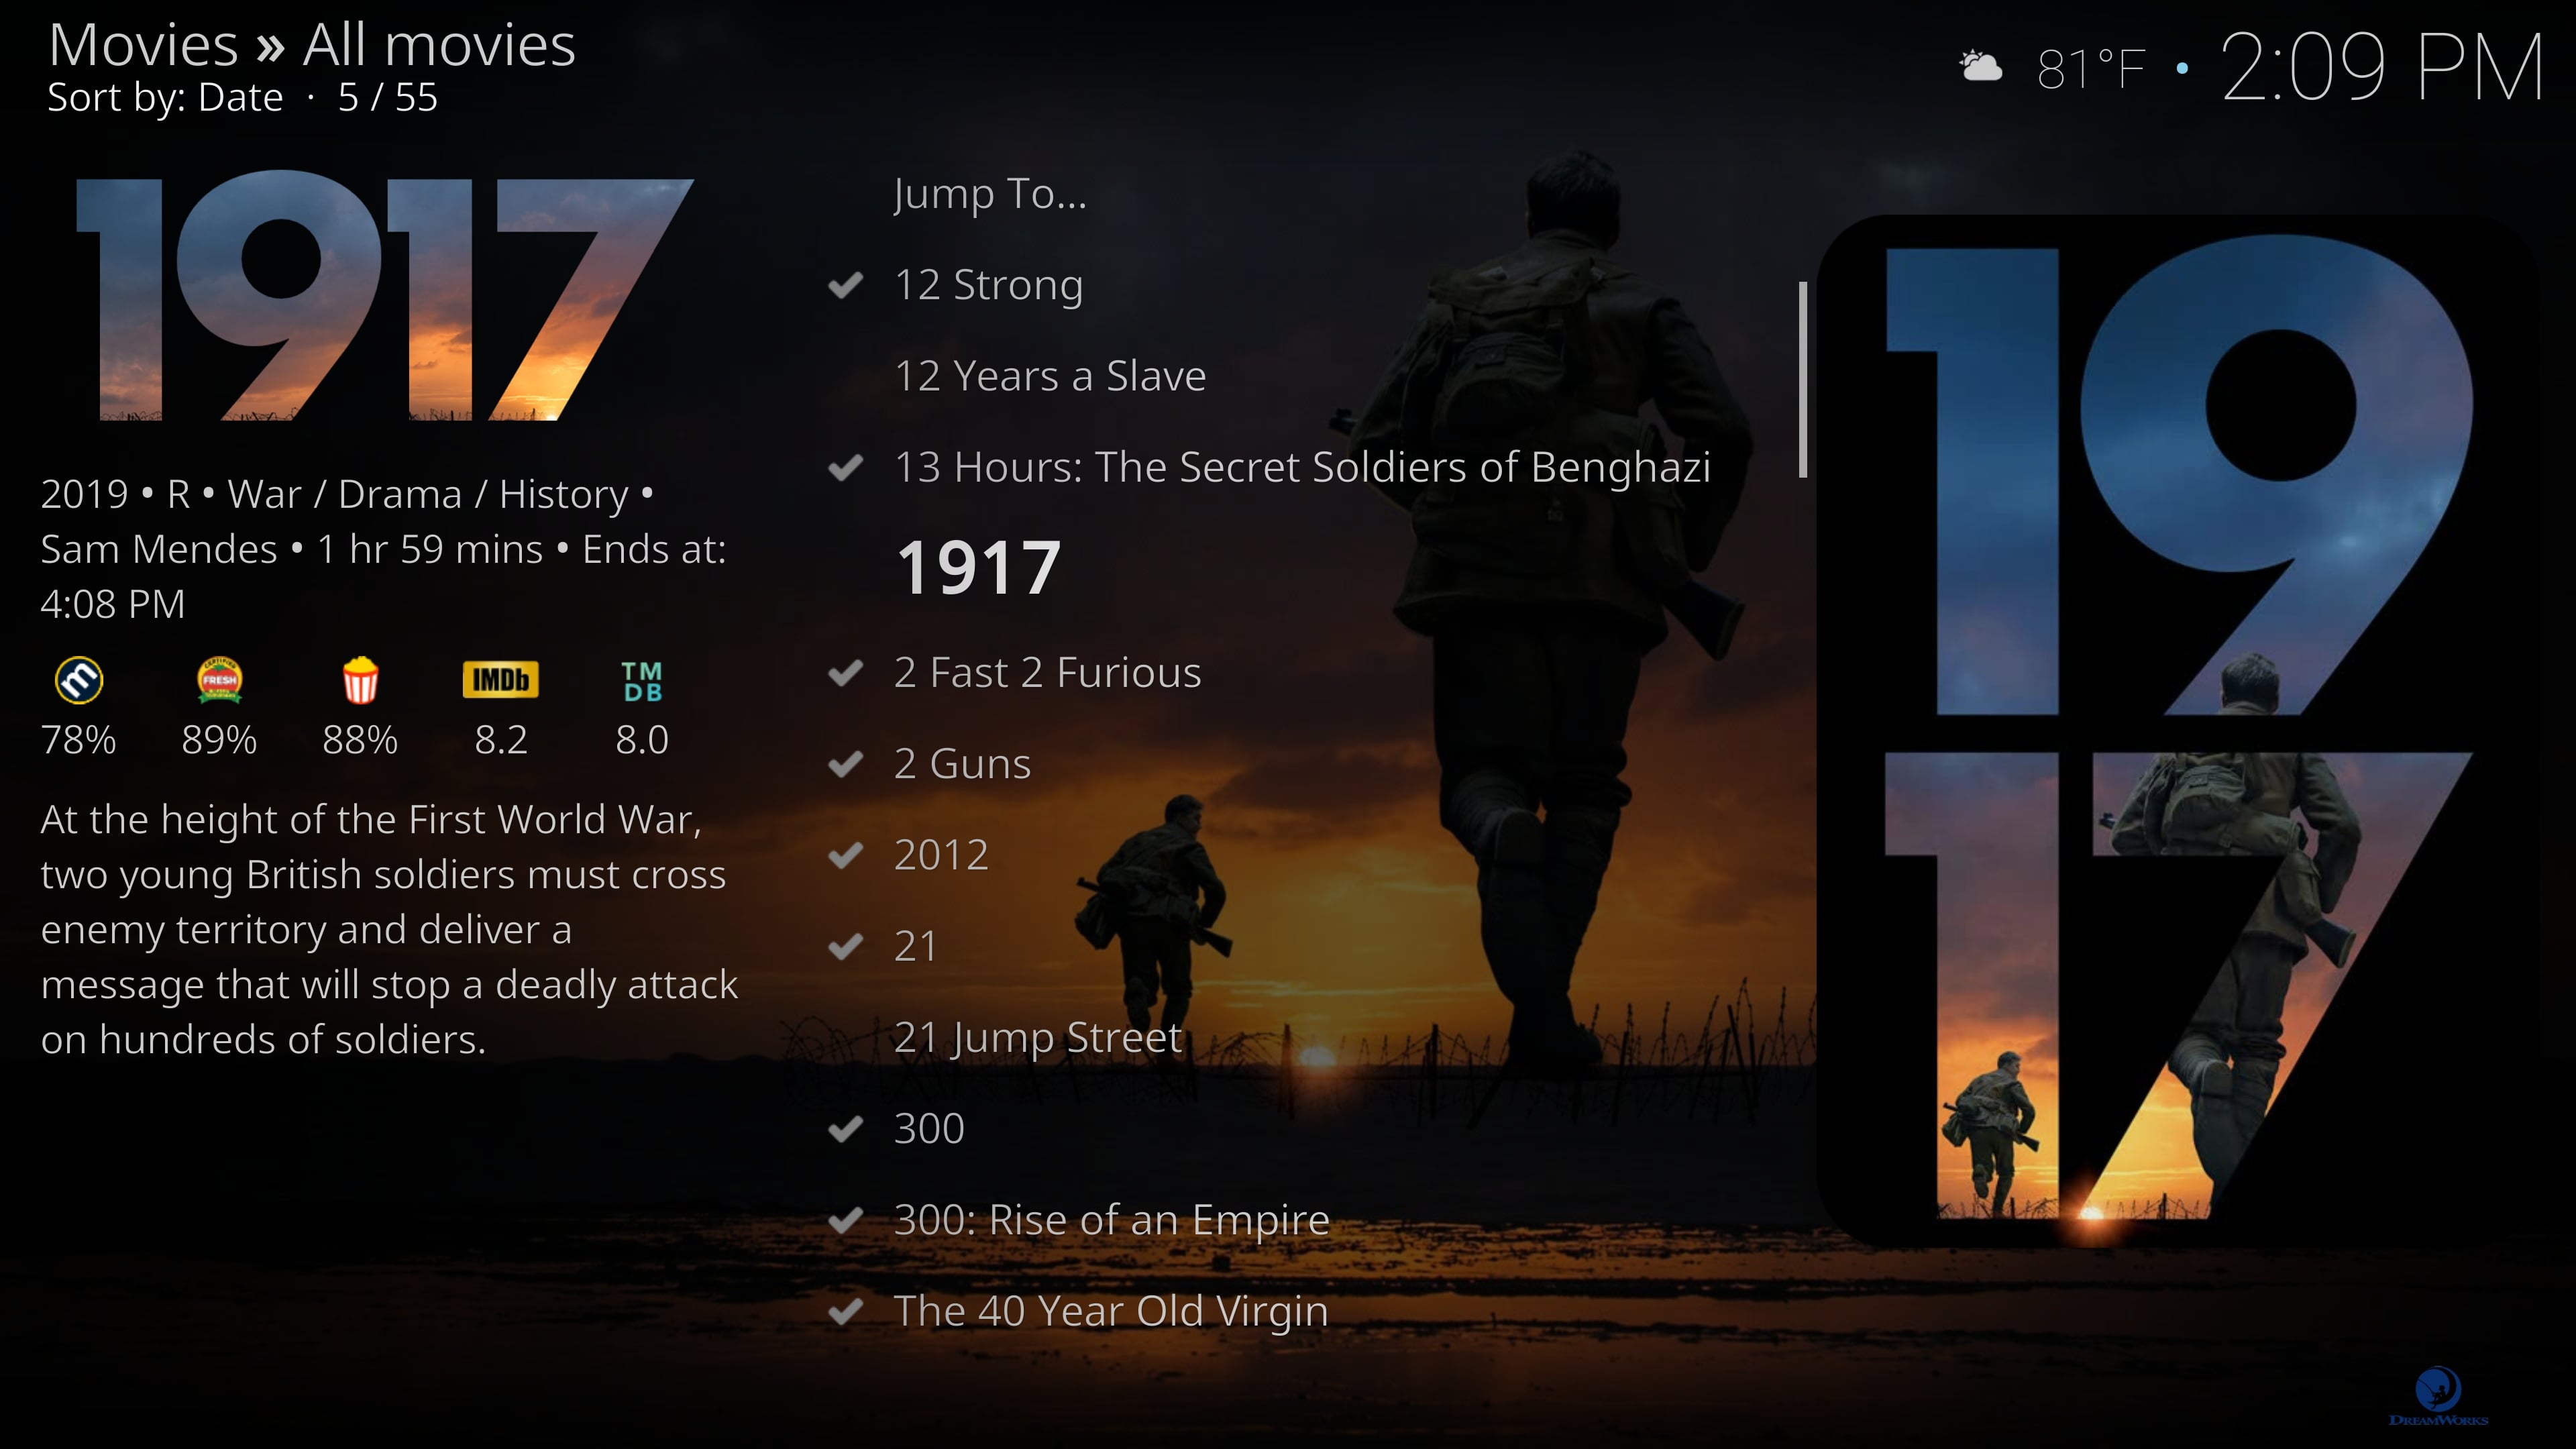 Movies » All movies
Sort by: Date · 5 / 55
81°F • 2:09 PM
1917
2019 • R • War / Drama / History •
Sam Mendes • 1 hr 59 mins • Ends at:
4:08 PM
m
CERTIFIED
FRESH
IMDb
TM
DB
78%
89%
88%
8.2
8.0
At the height of the First World War,
two young British soldiers must cross
enemy territory and deliver a
message that will stop a deadly attack
on hundreds of soldiers.
Jump To...
12 Strong
12 Years a Slave
13 Hours: The Secret Soldiers of Benghazi
1917
2 Fast 2 Furious
2 Guns
2012
21
21 Jump Street
300
300: Rise of an Empire
The 40 Year Old Virgin
19
17
DREAMWORKS